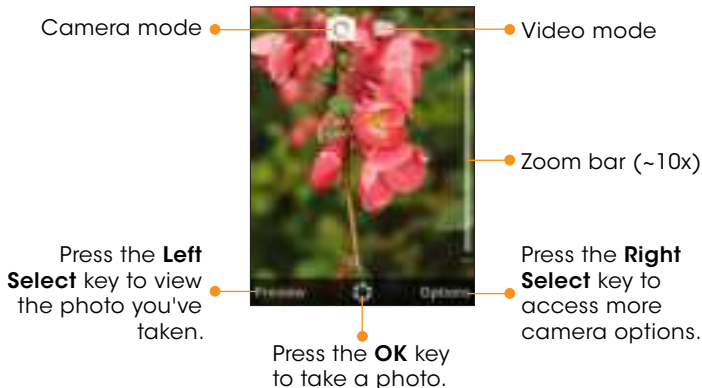 Camera mode
Video mode
Zoom bar (~10x)
Press the Left
Select key to view
the photo you've
taken.
Preview
Options
Press the Right
Select key to
access more
camera options.
Press the OK key
to take a photo.